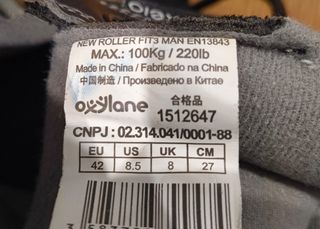 NEW ROLLER FIT3 MAN EN13843
MAX.: 100Kg / 220lb
Made in China / Fabricado na China
中国制造 / Произведено в Китае
oxylane
合格品
1512647
CNPJ : 02.314.041/0001-88
EU US UK CM
42 8.5 8 27